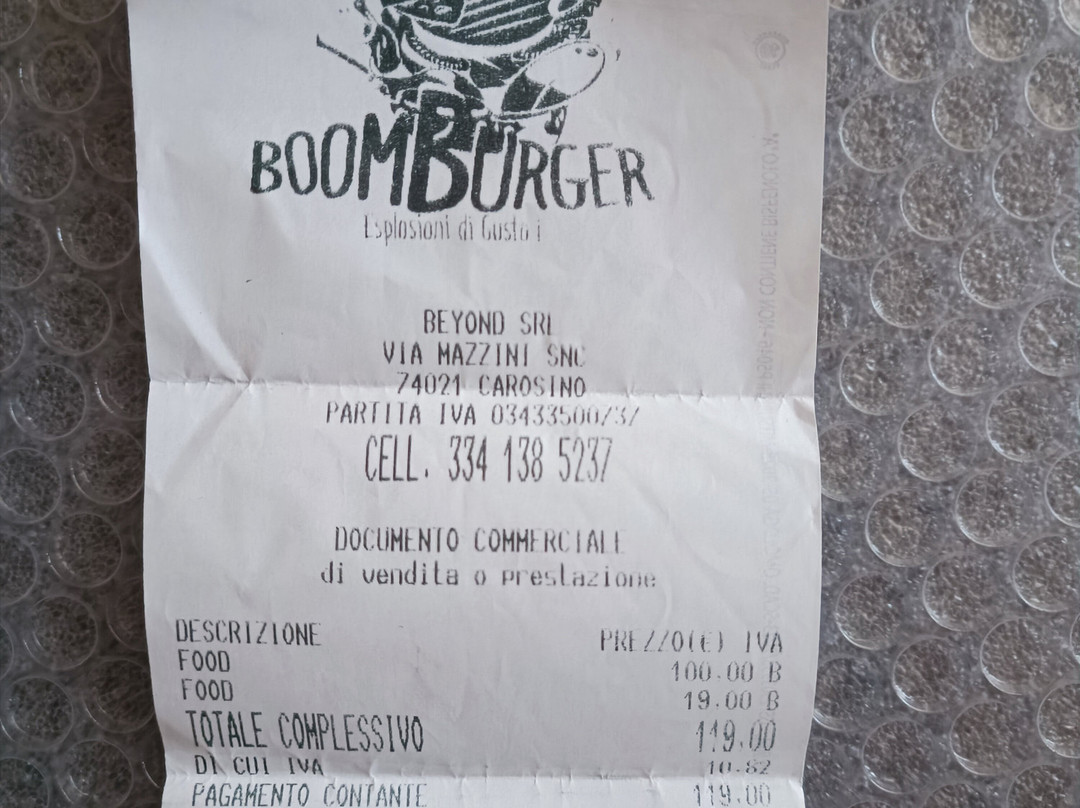 BOOMBURGER
Esplosioni di Gusto
BEYOND SRL
VIA MAZZINI SNC
74021 CAROSINO
PARTITA IVA 03433500737
CELL. 334 138 5237
DOCUMENTO COMMERCIALE
di vendita o prestazione
DESCRIZIONE PREZZO(€) IVA
FOOD 100.00 B
FOOD 19.00 B
TOTALE COMPLESSIVO 119.00
DI CUI IVA 10.82
PAGAMENTO CONTANTE 119.00